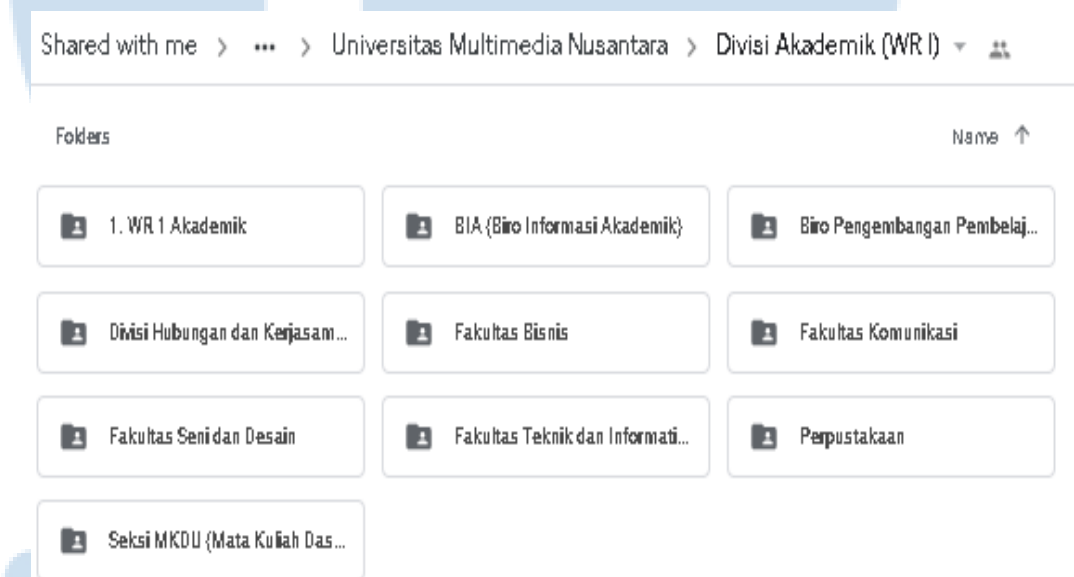 Shared with me > ••• > Universitas Multimedia Nusantara > Divisi Akademik (WR I)
Folders Name ↑
1. WR 1 Akademik
BIA (Biro Informasi Akademik)
Biro Pengembangan Pembelaj...
Divisi Hubungan dan Kerjasam...
Fakultas Bisnis
Fakultas Komunikasi
Fakultas Seni dan Desain
Fakultas Teknik dan Informati...
Perpustakaan
Seksi MKDU (Mata Kuliah Das...